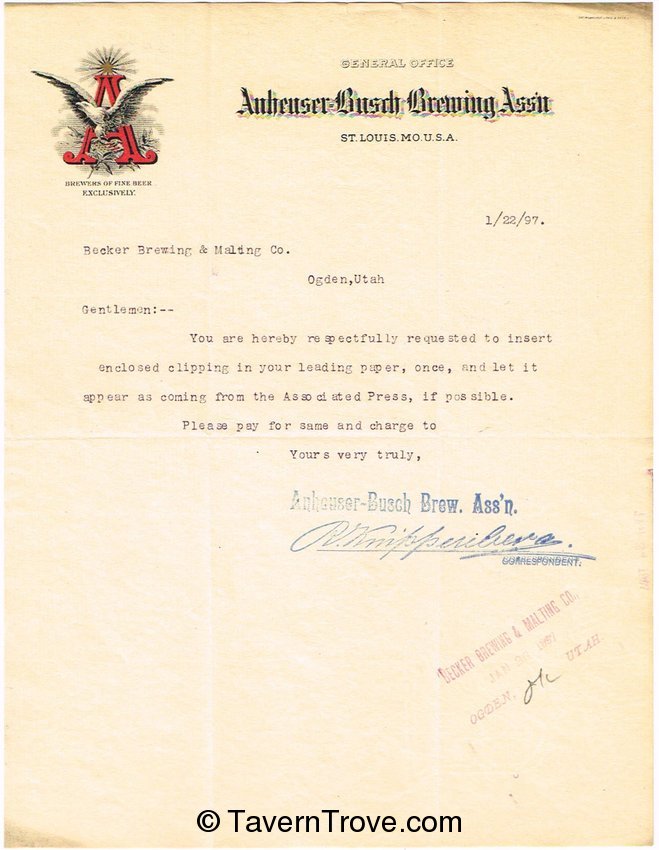 GENERAL OFFICE
Anheuser-Busch Brewing Ass'n
ST. LOUIS. MO. U.S.A.
A
BREWERS OF FINE BEER
EXCLUSIVELY.
1/22/97.
Becker Brewing & Malting Co.
Ogden,Utah
Gentlemen:--
You are hereby respectfully requested to insert
enclosed clipping in your leading paper, once, and let it
appear as coming from the Associated Press, if possible.
Please pay for same and charge to
Yours very truly,
Anheuser-Busch Brew. Ass'n.
CORRESPONDENT.
BECKER BREWING & MALTING CO.,
JAN 26 1897
OGDEN, UTAH.
© TavernTrove.com